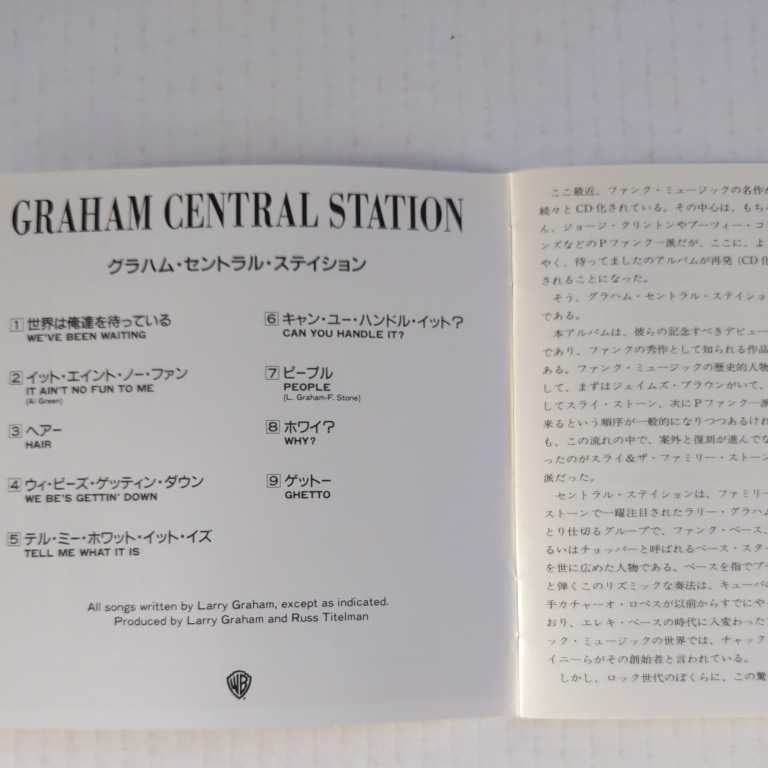 GRAHAM CENTRAL STATION
グラハム・セントラル・ステイション
1 世界は俺達を待っている
WE'VE BEEN WAITING
2 イット・エイント・ノー・ファン
IT AIN'T NO FUN TO ME
(Al Green)
3 ヘアー
HAIR
4 ウィ・ビーズ・ゲッティン・ダウン
WE BE'S GETTIN' DOWN
5 テル・ミー・ホワット・イット・イズ
TELL ME WHAT IT IS
6 キャン・ユー・ハンドル・イット?
CAN YOU HANDLE IT?
7 ピープル
PEOPLE
(L. Graham-F. Stone)
8 ホワイ?
WHY?
9 ゲットー
GHETTO
All songs written by Larry Graham, except as indicated.
Produced by Larry Graham and Russ Titelman
WB
ここ最近、ファンク・ミュージックの名作が
続々とCD化されている。その中心は、もち
ん、ジョージ・クリントンやブーツィー・コ
ンズなどのPファンク一派だが、ここに、よ
やく、待ってましたのアルバムが再発(CD化
されることになった。
そう、グラハム・セントラル・ステイショ
である。
本アルバムは、彼らの記念すべきデビュー
であり、ファンクの秀作として知られる作品
ある。ファンク・ミュージックの歴史的人物
して、まずはジェイムズ・ブラウンがいて、
してスライ・ストーン、次にPファンク一派
来るという順序が一般的になりつつあるけれ
も、この流れの中で、案外と復刻が進んでな
ったのがスライ&ザ・ファミリー・ストーン
派だった。
セントラル・ステイションは、ファミリー
ストーンで一躍注目されたラリー・グラハム
とり仕切るグループで、ファンク・ベース、
るいはチョッパーと呼ばれるベース・スター
を世に広めた人物である。ベースを指でブー
と弾くこのリズミックな奏法は、キューバの
手カチャーオ・ロペスが以前からすでにやっ
おり、エレキ・ベースの時代に入変わったブ
ック・ミュージックの世界では、チャック
イニーらがその創始者と言われている。
しかし、ロック世代のぼくらに、この驚